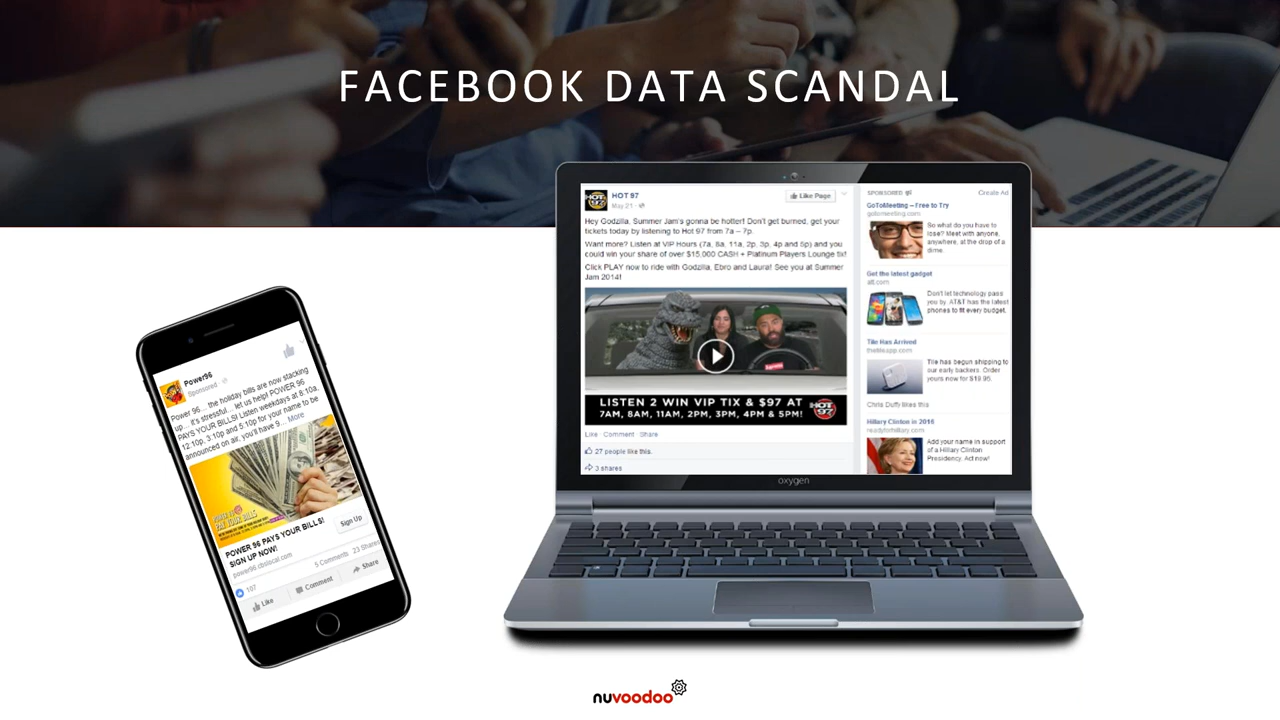 FACEBOOK DATA SCANDAL
HOT 97
May 21
Like Page
Hey Godzilla, Summer Jam's gonna be hotter! Don't get burned, get your
tickets today by listening to Hot 97 from 7a – 7p.
Want more? Listen at VIP Hours (7a, 8a, 11a, 2p, 3p, 4p and 5p) and you
could win your share of over $15,000 CASH + Platinum Players Lounge tix!
Click PLAY now to ride with Godzilla, Ebro and Laura! See you at Summer
Jam 2014!
LISTEN 2 WIN VIP TIX & $97 AT
7AM, 8AM, 11AM, 2PM, 3PM, 4PM & 5PM!
HOT 97
Like Comment Share
27 people like this.
3 shares
SPONSORED
Create Ad
GoToMeeting – Free to Try
gotomeeting.com
So what do you have to
lose? Meet with anyone,
anywhere, at the drop of a
dime.
Get the latest gadget
att.com
Don't let technology pass
you by. AT&T has the latest
phones to fit every budget.
Tile Has Arrived
thetileapp.com
Tile has begun shipping to
our early backers. Order
yours now for $19.95.
Chris Duffy likes this
Hillary Clinton in 2016
readyforhillary.com
Add your name in support
of a Hillary Clinton
Presidency. Act now!
oxygen
Power96
Sponsored
Power 96... the holiday bills are now stacking
up... it's stressful... let us help! POWER 96
PAYS YOUR BILLS! Listen weekdays at 8:10a,
12:10p, 3:10p and 5:10p for your name to be
announced on air, you'll have 9... More
PAY YOUR BILLS
POWER 96 PAYS YOUR BILLS!
SIGN UP NOW!
Sign Up
power96.cbslocal.com
107
5 Comments 23 Shares
Like Comment Share
nuvoodoo